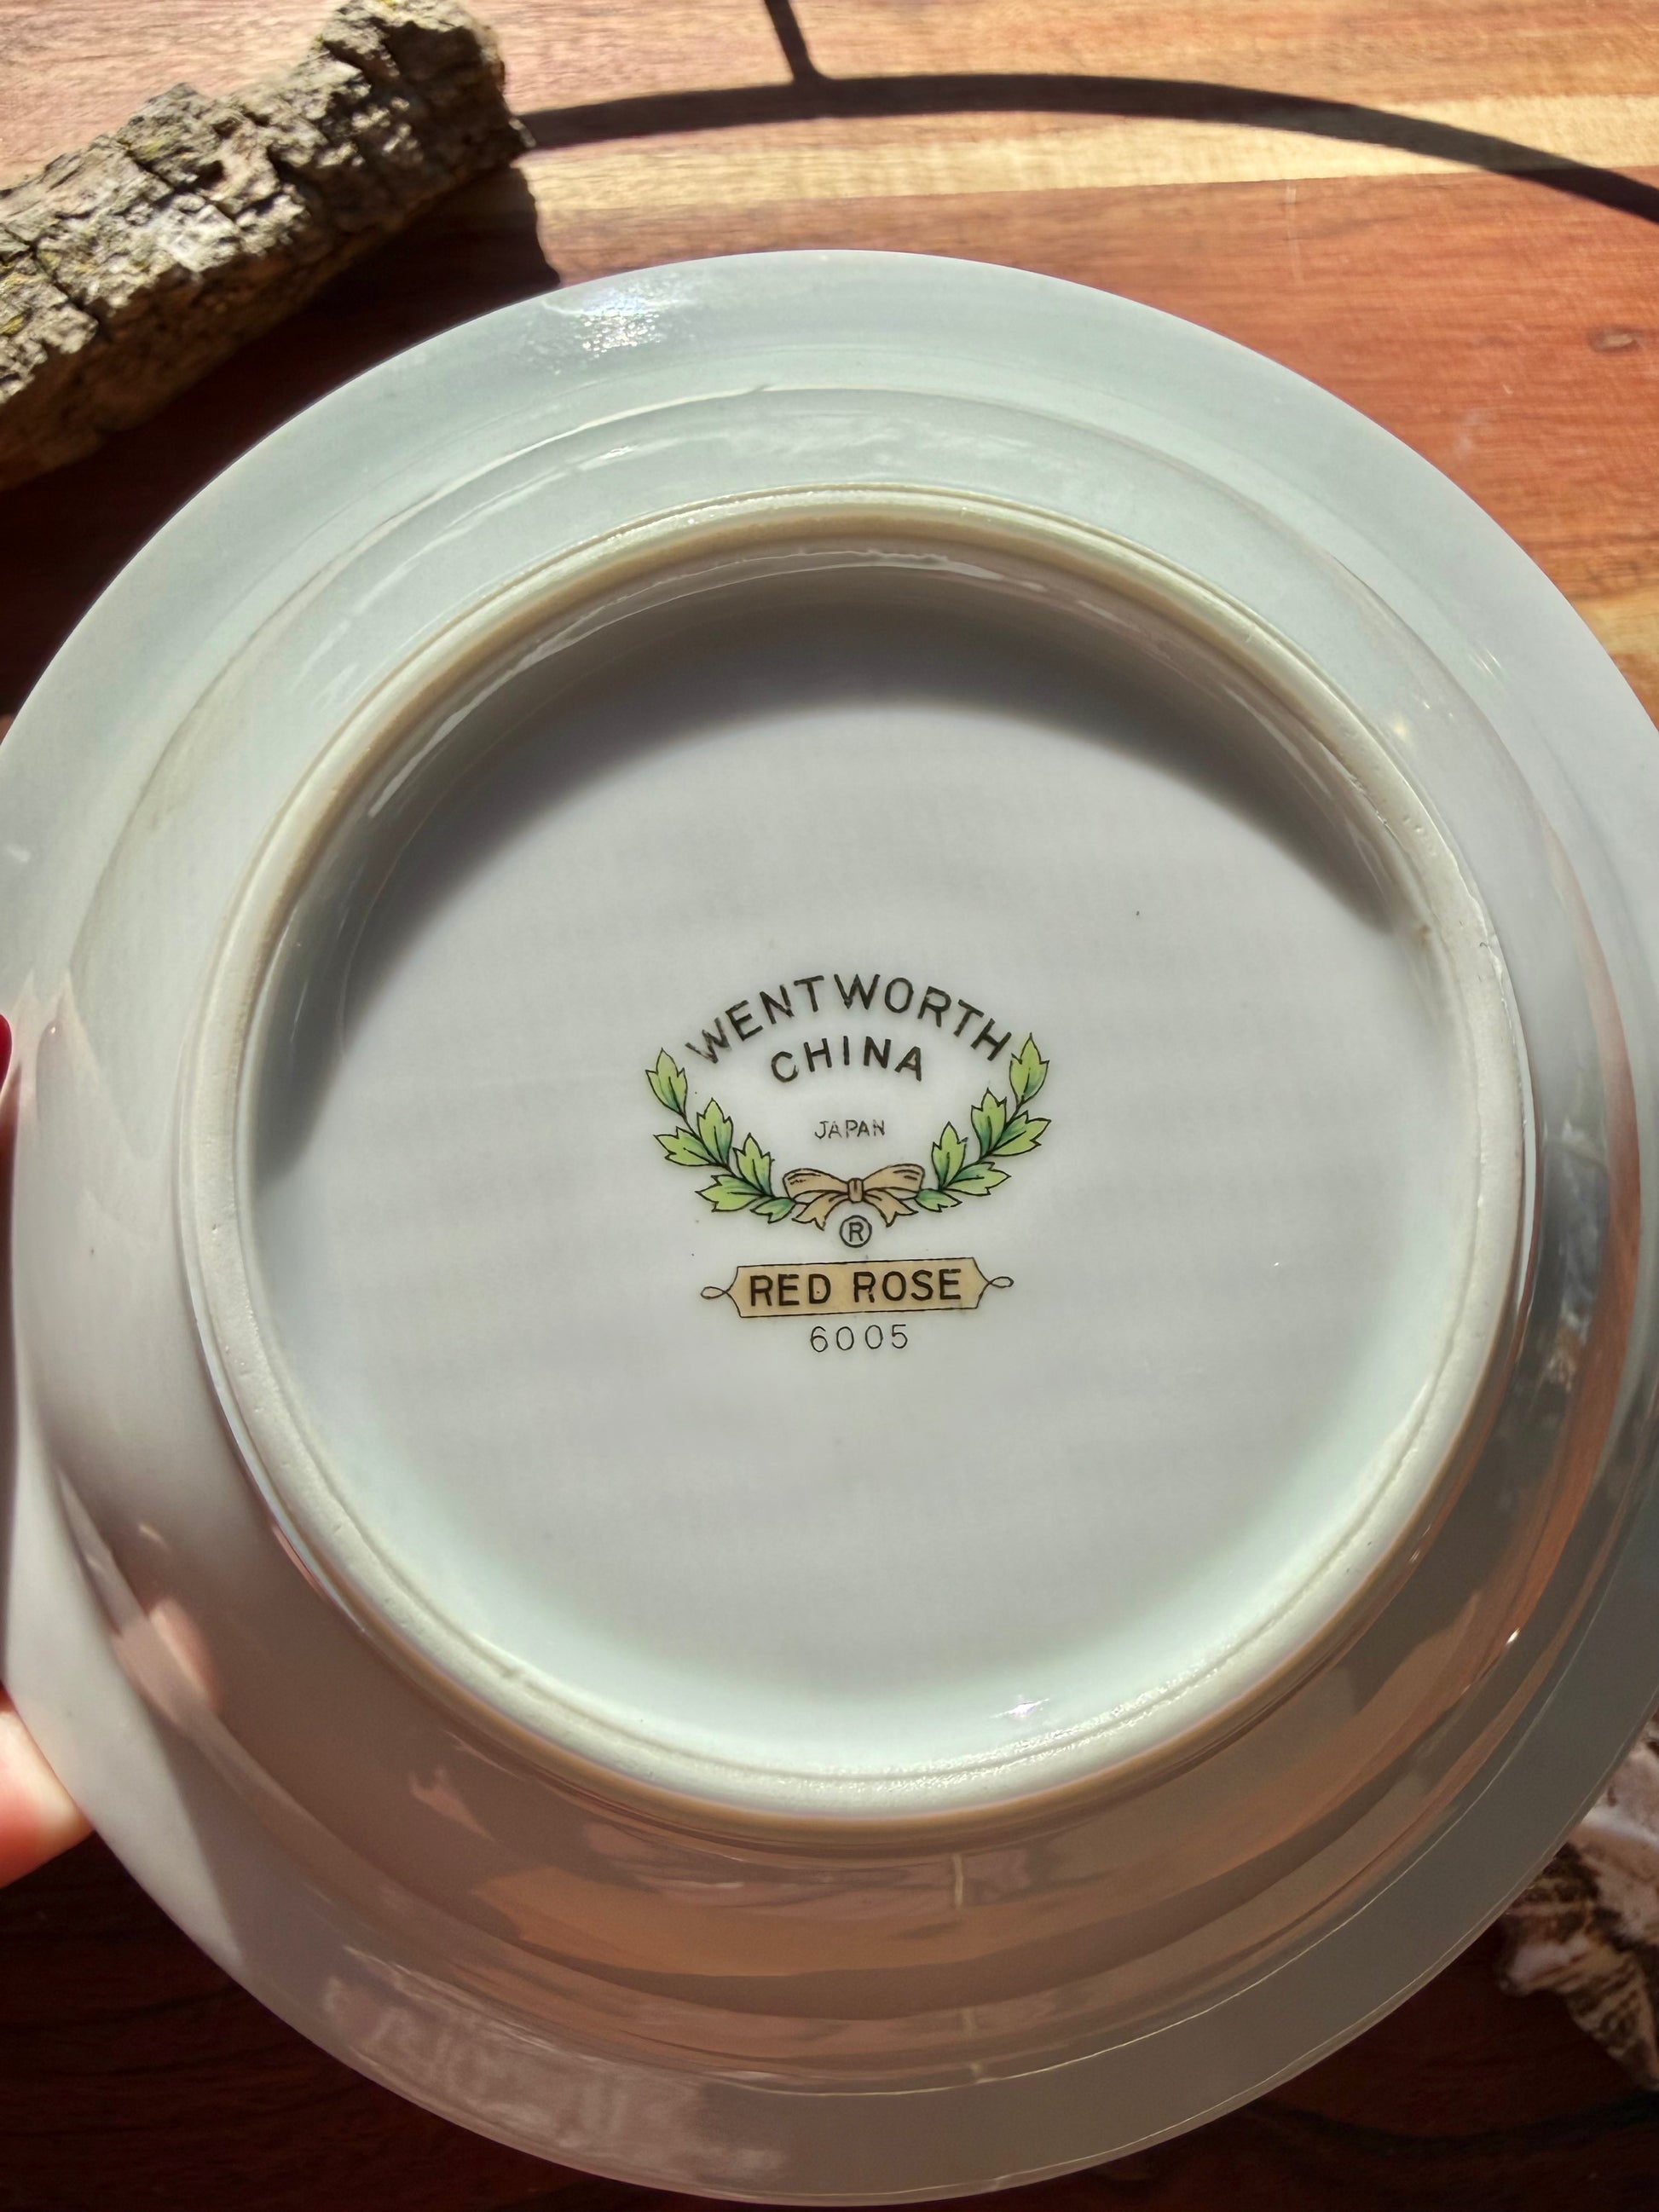 WENTWORTH
CHINA
JAPAN
®
RED ROSE
6005